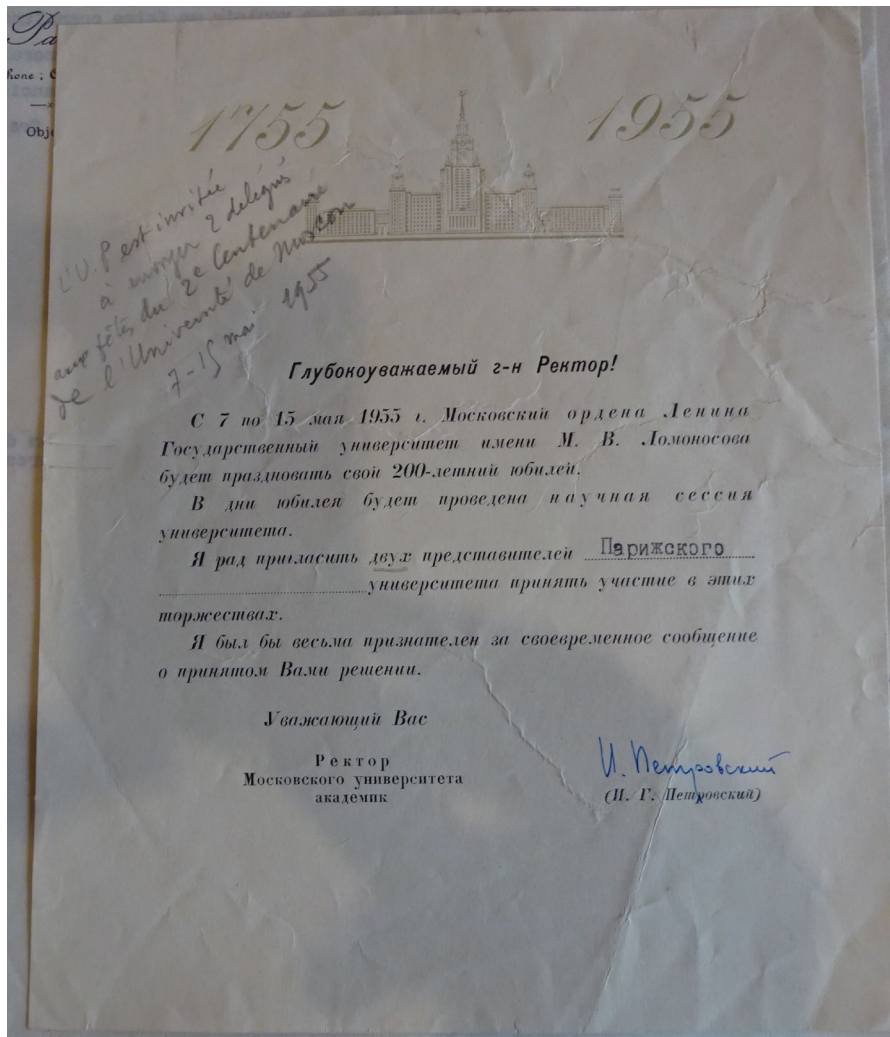 Pa
hone ; C
Obje
1755 1955
L'U.P est invitée
à envoyer 2 délégués
aux fêtes du 2e Centenaire
de l'Université de Moscou
7-15 mai 1955
Глубокоуважаемый г-н Ректор!
С 7 по 15 мая 1955 г. Московский ордена Ленина
Государственный университет имени М. В. Ломоносова
будет праздновать свой 200-летний юбилей.
В дни юбилея будет проведена научная сессия
университета.
Я рад пригласить двух представителей Парижского
университета принять участие в этих
торжествах.
Я был бы весьма признателен за своевременное сообщение
о принятом Вами решении.
Уважающий Вас
Ректор
Московского университета
академик
И. Петровский
(И. Г. Петровский)